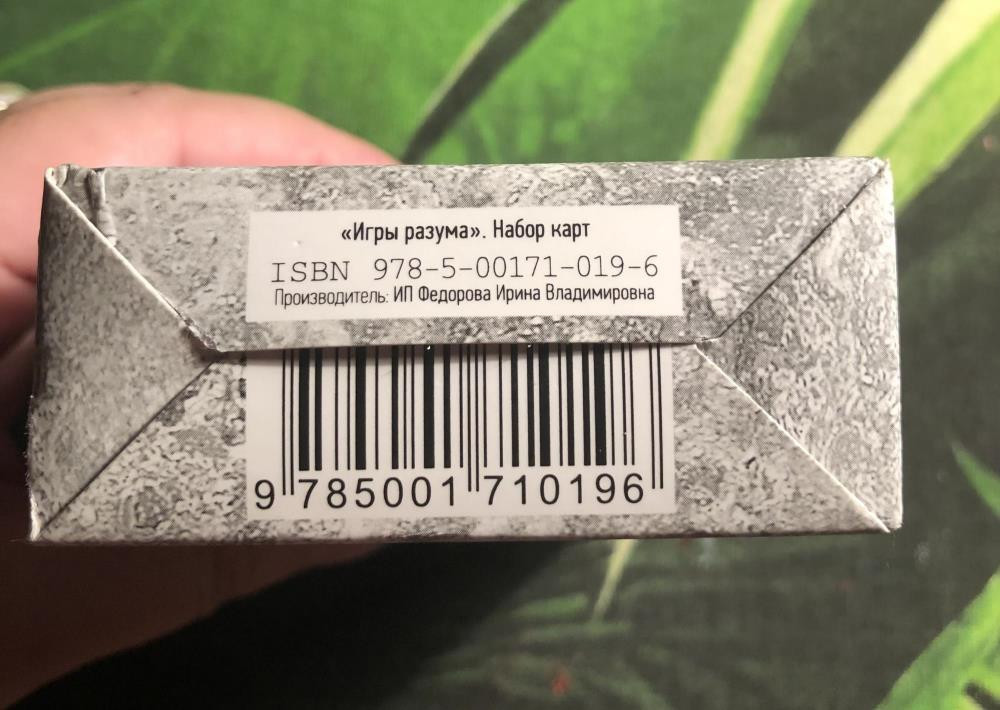 «Игры разума». Набор карт
ISBN 978-5-00171-019-6
Производитель: ИП Федорова Ирина Владимировна
9 785001 710196